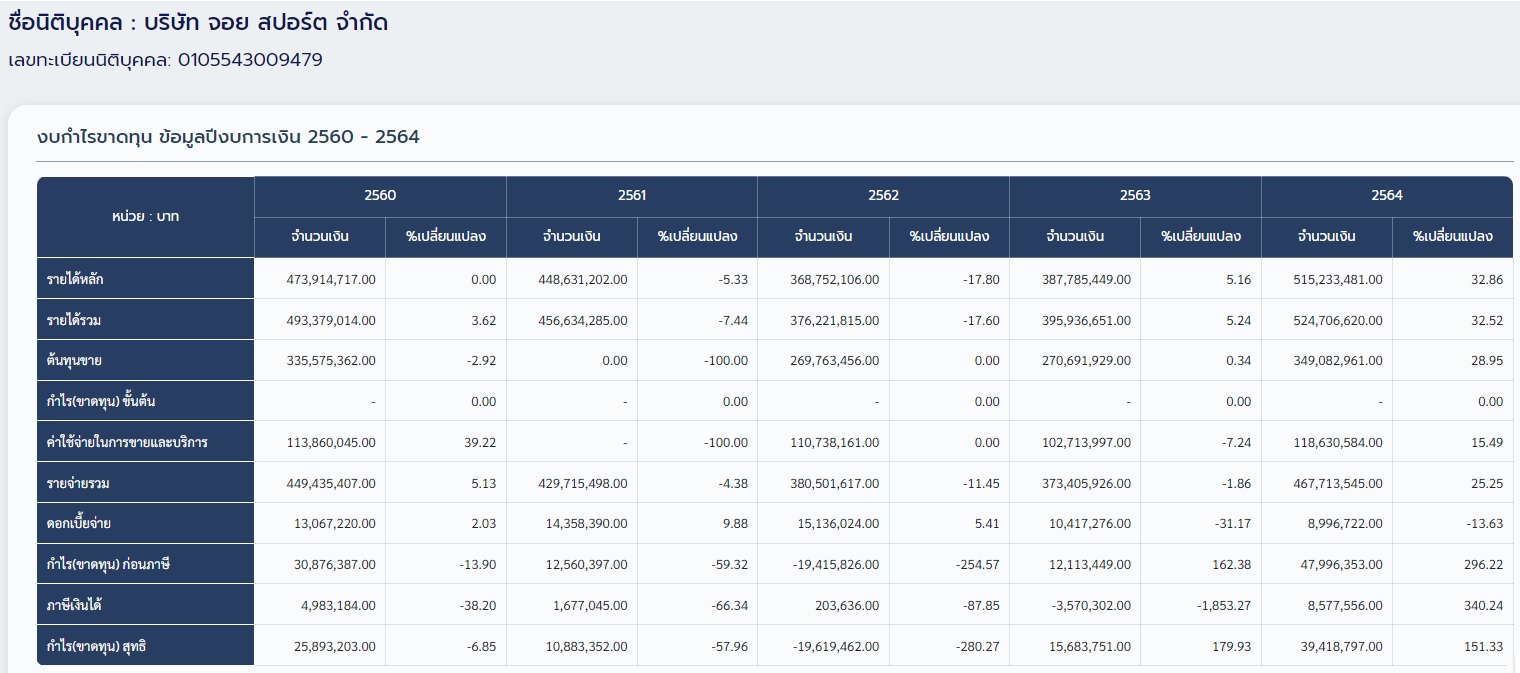 ชื่อนิติบุคคล : บริษัท จอย สปอร์ต จำกัด
เลขทะเบียนนิติบุคคล: 0105543009479
งบกำไรขาดทุน ข้อมูลปีงบการเงิน 2560 - 2564
หน่วย : บาท 2560 2561 2562 2563 2564
จำนวนเงิน %เปลี่ยนแปลง จำนวนเงิน %เปลี่ยนแปลง จำนวนเงิน %เปลี่ยนแปลง จำนวนเงิน %เปลี่ยนแปลง จำนวนเงิน %เปลี่ยนแปลง
รายได้หลัก 473,914,717.00 0.00 448,631,202.00 -5.33 368,752,106.00 -17.80 387,785,449.00 5.16 515,233,481.00 32.86
รายได้รวม 493,379,014.00 3.62 456,634,285.00 -7.44 376,221,815.00 -17.60 395,936,651.00 5.24 524,706,620.00 32.52
ต้นทุนขาย 335,575,362.00 -2.92 0.00 -100.00 269,763,456.00 0.00 270,691,929.00 0.34 349,082,961.00 28.95
กำไร(ขาดทุน) ขั้นต้น - 0.00 - 0.00 - 0.00 - 0.00 - 0.00
ค่าใช้จ่ายในการขายและบริการ 113,860,045.00 39.22 - -100.00 110,738,161.00 0.00 102,713,997.00 -7.24 118,630,584.00 15.49
รายจ่ายรวม 449,435,407.00 5.13 429,715,498.00 -4.38 380,501,617.00 -11.45 373,405,926.00 -1.86 467,713,545.00 25.25
ดอกเบี้ยจ่าย 13,067,220.00 2.03 14,358,390.00 9.88 15,136,024.00 5.41 10,417,276.00 -31.17 8,996,722.00 -13.63
กำไร(ขาดทุน) ก่อนภาษี 30,876,387.00 -13.90 12,560,397.00 -59.32 -19,415,826.00 -254.57 12,113,449.00 162.38 47,996,353.00 296.22
ภาษีเงินได้ 4,983,184.00 -38.20 1,677,045.00 -66.34 203,636.00 -87.85 -3,570,302.00 -1,853.27 8,577,556.00 340.24
กำไร(ขาดทุน) สุทธิ 25,893,203.00 -6.85 10,883,352.00 -57.96 -19,619,462.00 -280.27 15,683,751.00 179.93 39,418,797.00 151.33